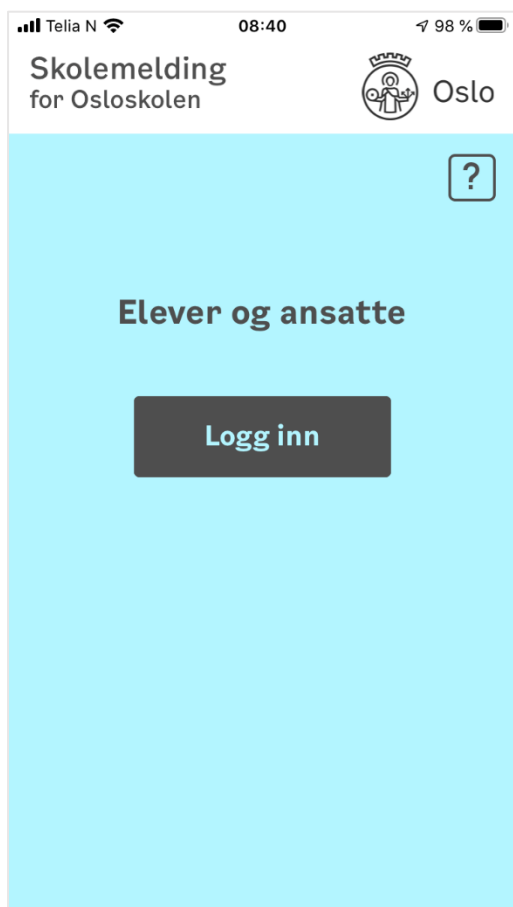 Telia N 08:40 98 %
Skolemelding
for Osloskolen
Oslo
?
Elever og ansatte
Logg inn